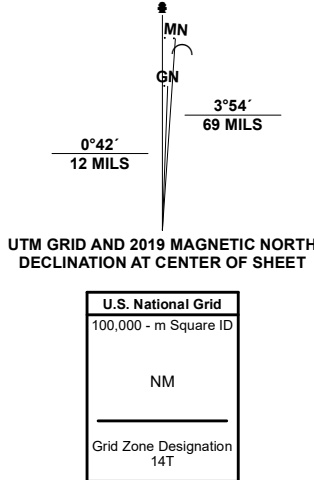 MN
GN
3°54´
69 MILS
0°42´
12 MILS
UTM GRID AND 2019 MAGNETIC NORTH
DECLINATION AT CENTER OF SHEET
U.S. National Grid
100,000 - m Square ID
NM
Grid Zone Designation
14T